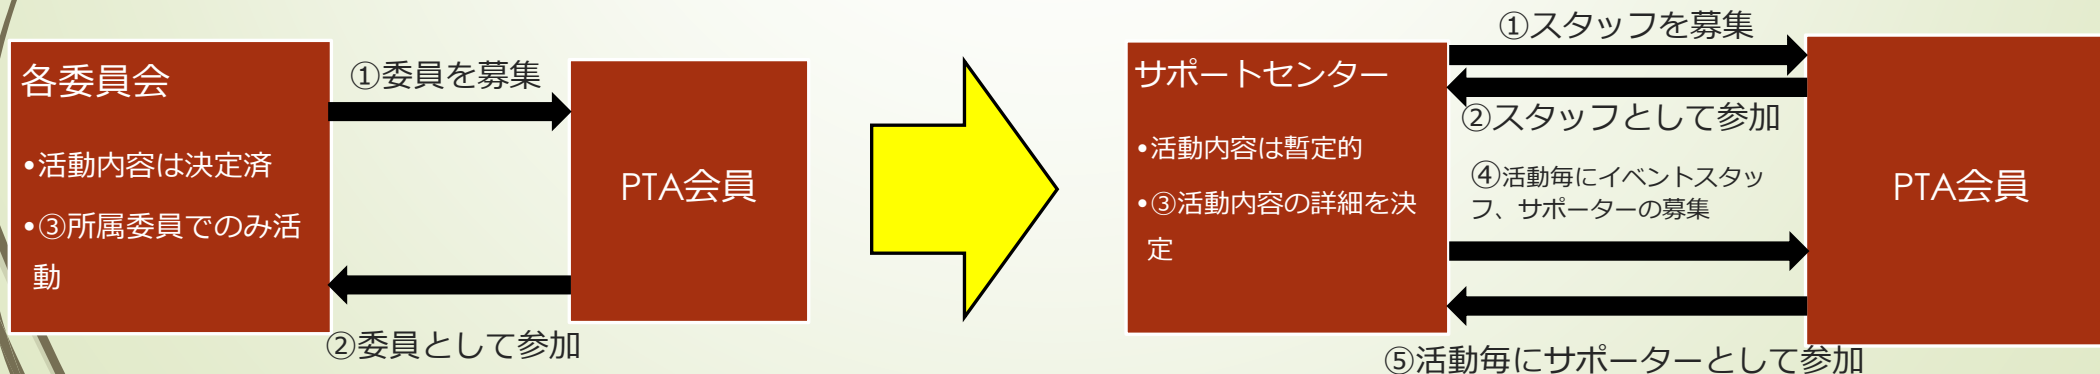 各委員会
•活動内容は決定済
•③所属委員でのみ活
動
①委員を募集
②委員として参加
PTA会員
サポートセンター
•活動内容は暫定的
•③活動内容の詳細を決
定
①スタッフを募集
②スタッフとして参加
④活動毎にイベントスタッ
フ、サポーターの募集
⑤活動毎にサポーターとして参加
PTA会員